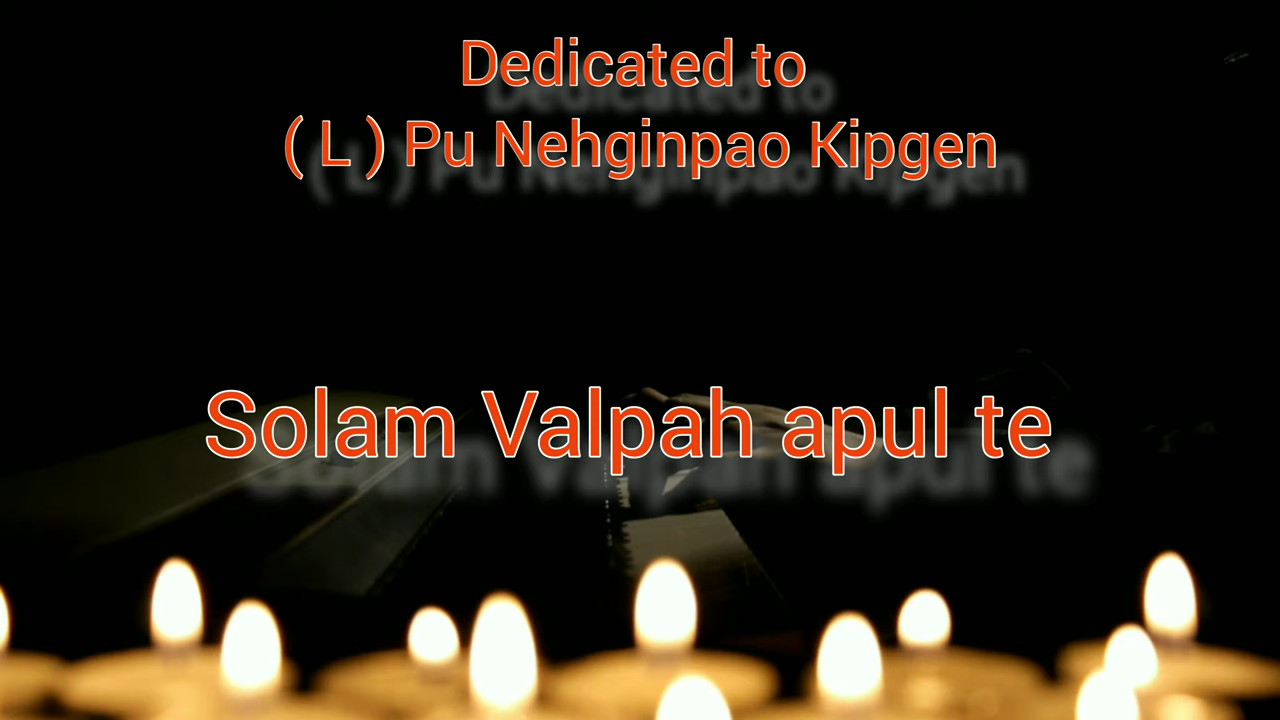 Dedicated to
( L ) Pu Nehginpao Kipgen
Solam Valpah apul te